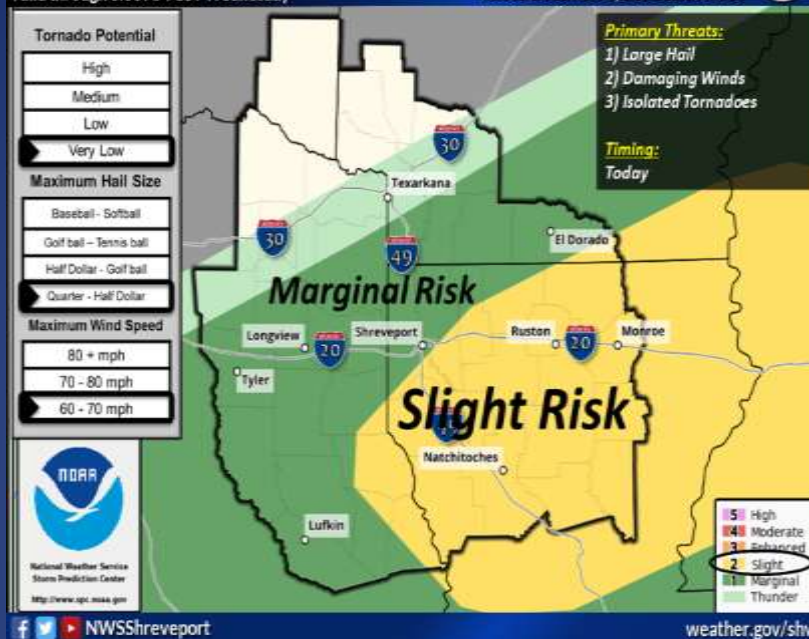 Tornado Potential
High
Medium
Low
Very Low
Maximum Hail Size
Baseball - Softball
Golf ball – Tennis ball
Half Dollar - Golf ball
Quarter - Half Dollar
Maximum Wind Speed
80 + mph
70 - 80 mph
60 - 70 mph
Primary Threats:
1) Large Hail
2) Damaging Winds
3) Isolated Tornadoes
Timing:
Today
30
Texarkana
30
49
El Dorado
Marginal Risk
Longview
20
Shreveport
Ruston
20
Monroe
Tyler
Slight Risk
Natchitoches
Lufkin
NOAA
National Weather Service
Storm Prediction Center
http://www.spc.noaa.gov
5 High
4 Moderate
3 Enhanced
2 Slight
1 Marginal
Thunder
NWSShreveport
weather.gov/shv